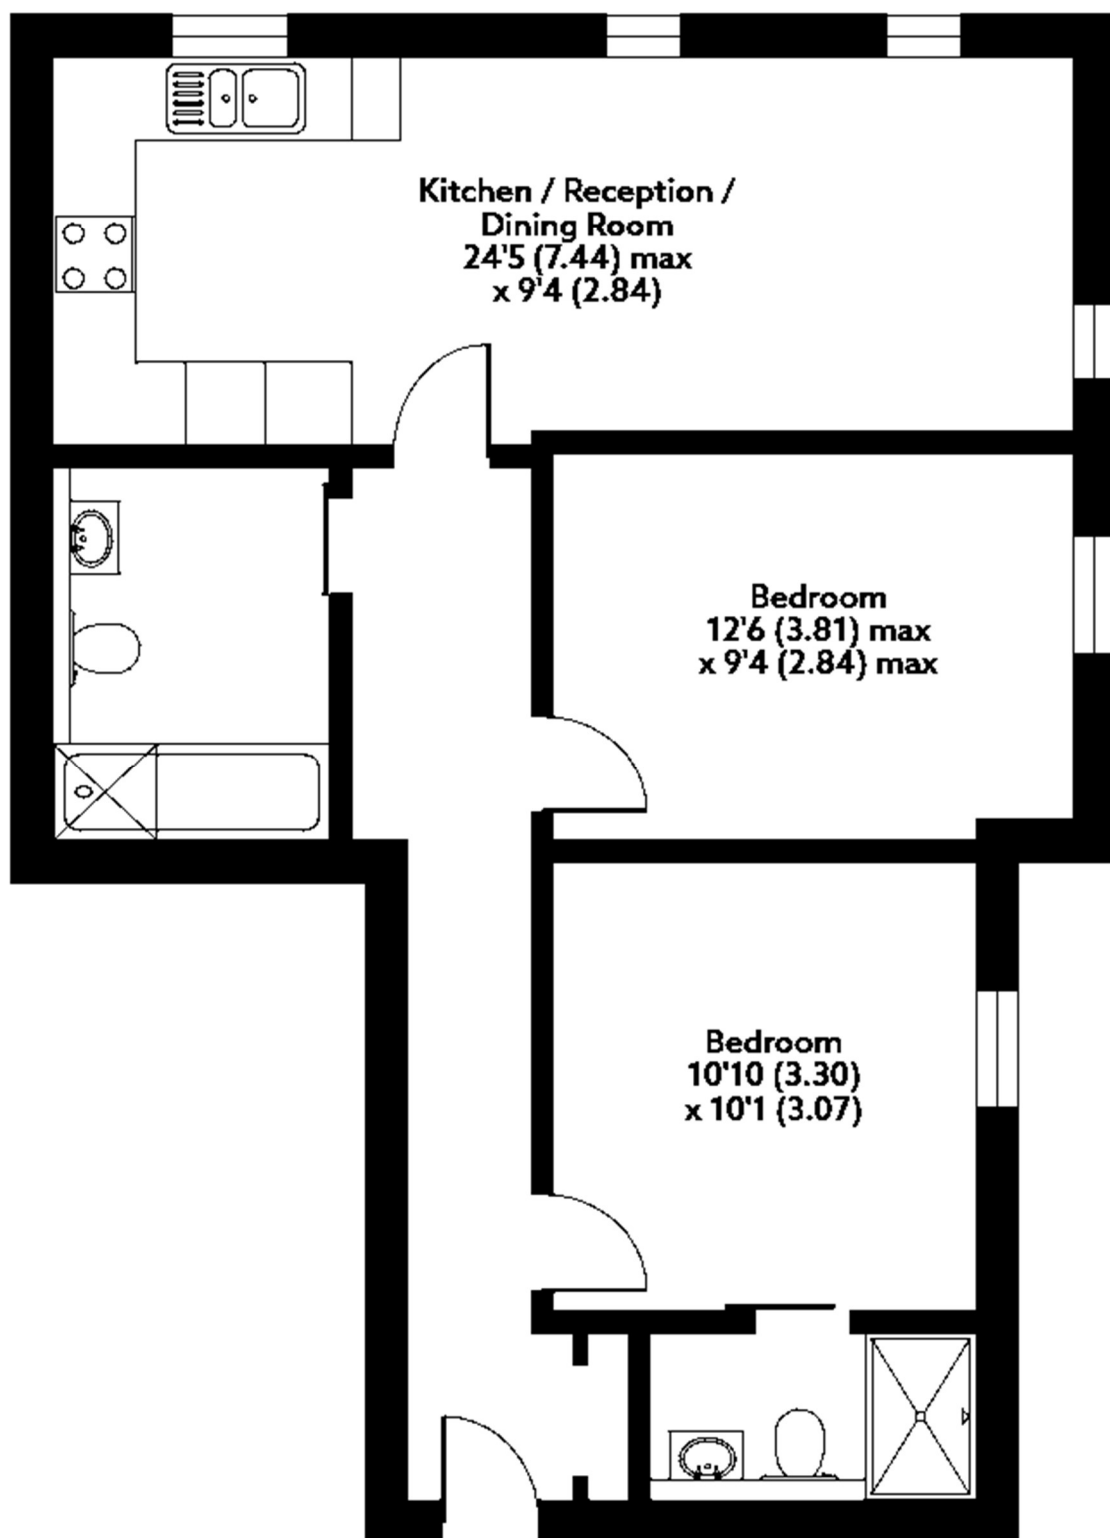 Kitchen / Reception /
Dining Room
24'5 (7.44) max
x 9'4 (2.84)
Bedroom
12'6 (3.81) max
x 9'4 (2.84) max
Bedroom
10'10 (3.30)
x 10'1 (3.07)